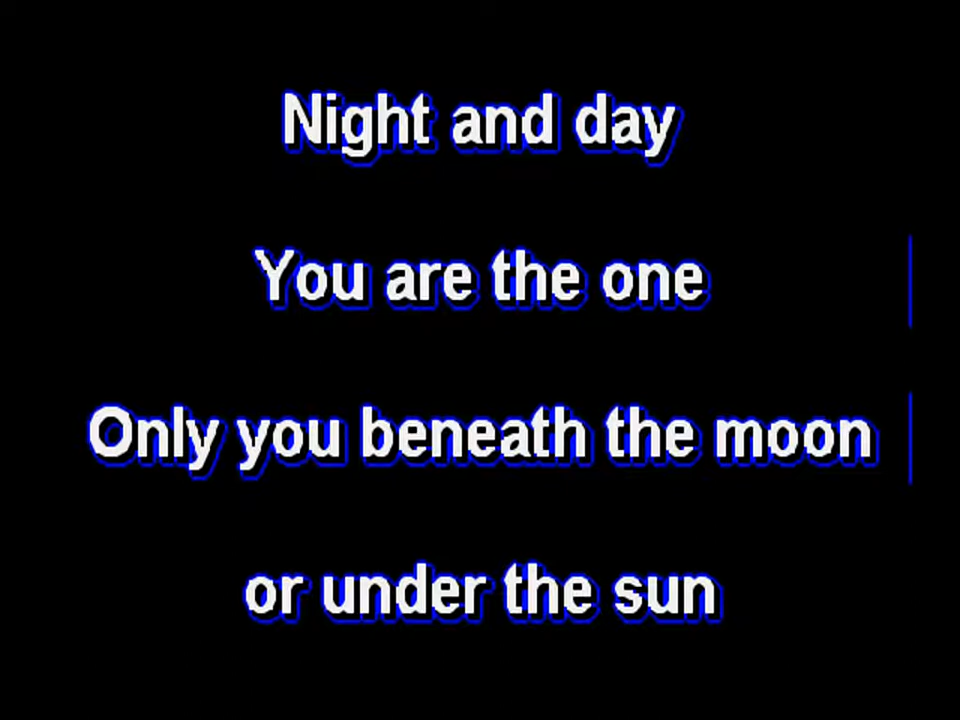 Night and day
You are the one
Only you beneath the moon
or under the sun